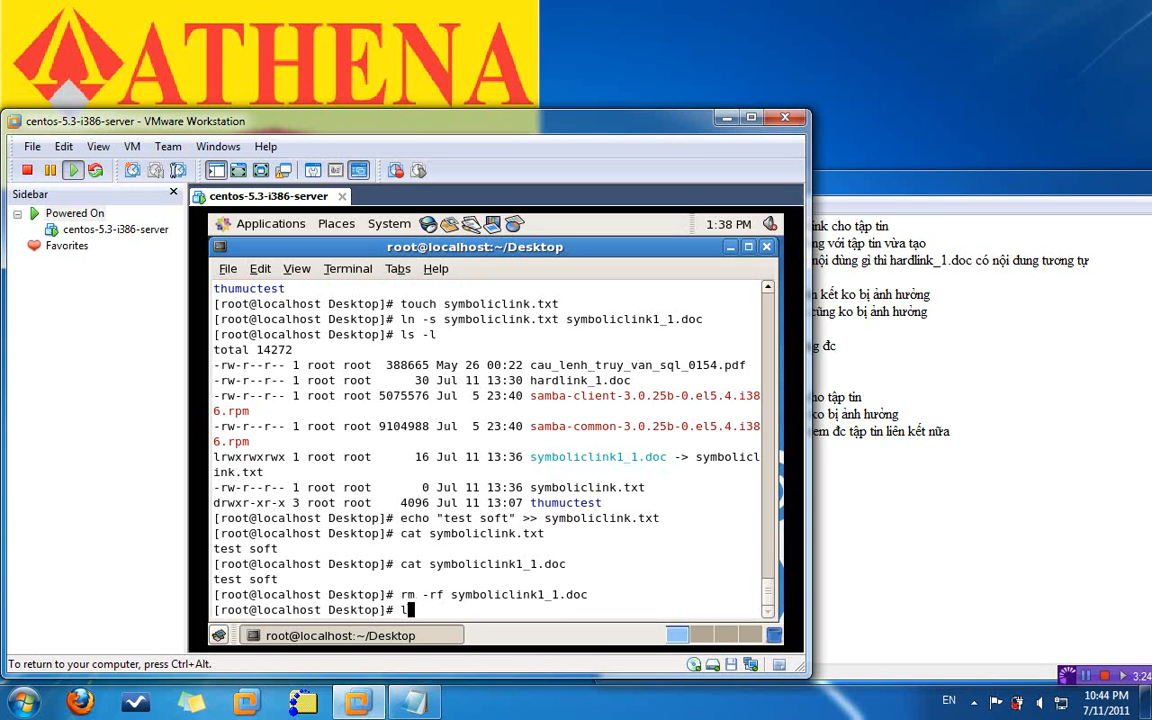 ATHENA
centos-5.3-i386-server - VMware Workstation
File Edit View VM Team Windows Help
Sidebar
Powered On
centos-5.3-i386-server
Favorites
centos-5.3-i386-server
Applications Places System 1:38 PM
root@localhost:~/Desktop
File Edit View Terminal Tabs Help
thumuctest
[root@localhost Desktop]# touch symboliclink.txt
[root@localhost Desktop]# ln -s symboliclink.txt symboliclink1_1.doc
[root@localhost Desktop]# ls -l
total 14272
-rw-r--r-- 1 root root 388665 May 26 00:22 cau_lenh_truy_van_sql_0154.pdf
-rw-r--r-- 1 root root 30 Jul 11 13:30 hardlink_1.doc
-rw-r--r-- 1 root root 5075576 Jul 5 23:40 samba-client-3.0.25b-0.el5.4.i38
6.rpm
-rw-r--r-- 1 root root 9104988 Jul 5 23:40 samba-common-3.0.25b-0.el5.4.i38
6.rpm
lrwxrwxrwx 1 root root 16 Jul 11 13:36 symboliclink1_1.doc -> symbolicl
ink.txt
-rw-r--r-- 1 root root 0 Jul 11 13:36 symboliclink.txt
drwxr-xr-x 3 root root 4096 Jul 11 13:07 thumuctest
[root@localhost Desktop]# echo "test soft" >> symboliclink.txt
[root@localhost Desktop]# cat symboliclink.txt
test soft
[root@localhost Desktop]# cat symboliclink1_1.doc
test soft
[root@localhost Desktop]# rm -rf symboliclink1_1.doc
[root@localhost Desktop]# l
root@localhost:~/Desktop
To return to your computer, press Ctrl+Alt.
ink cho tập tin
ng với tập tin vừa tạo
nội dùng gì thì hardlink_1.doc có nội dung tương tự
n kết ko bị ảnh hưởng
cũng ko bị ảnh hưởng
g đc
ho tập tin
ko bị ảnh hưởng
em đc tập tin liên kết nữa
3:24
EN
10:44 PM
7/11/2011